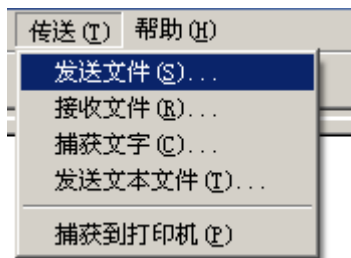 传送(T) 帮助(H)
发送文件(S)...
接收文件(R)...
捕获文字(C)...
发送文本文件(T)...
捕获到打印机(P)